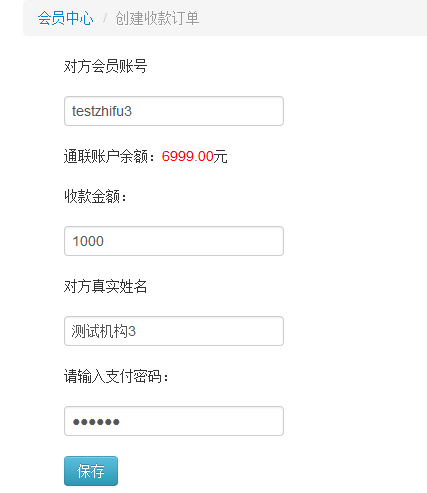 会员中心 / 创建收款订单
对方会员账号
testzhifu3
通联账户余额：6999.00元
收款金额：
1000
对方真实姓名
测试机构3
请输入支付密码：
●●●●●●
保存